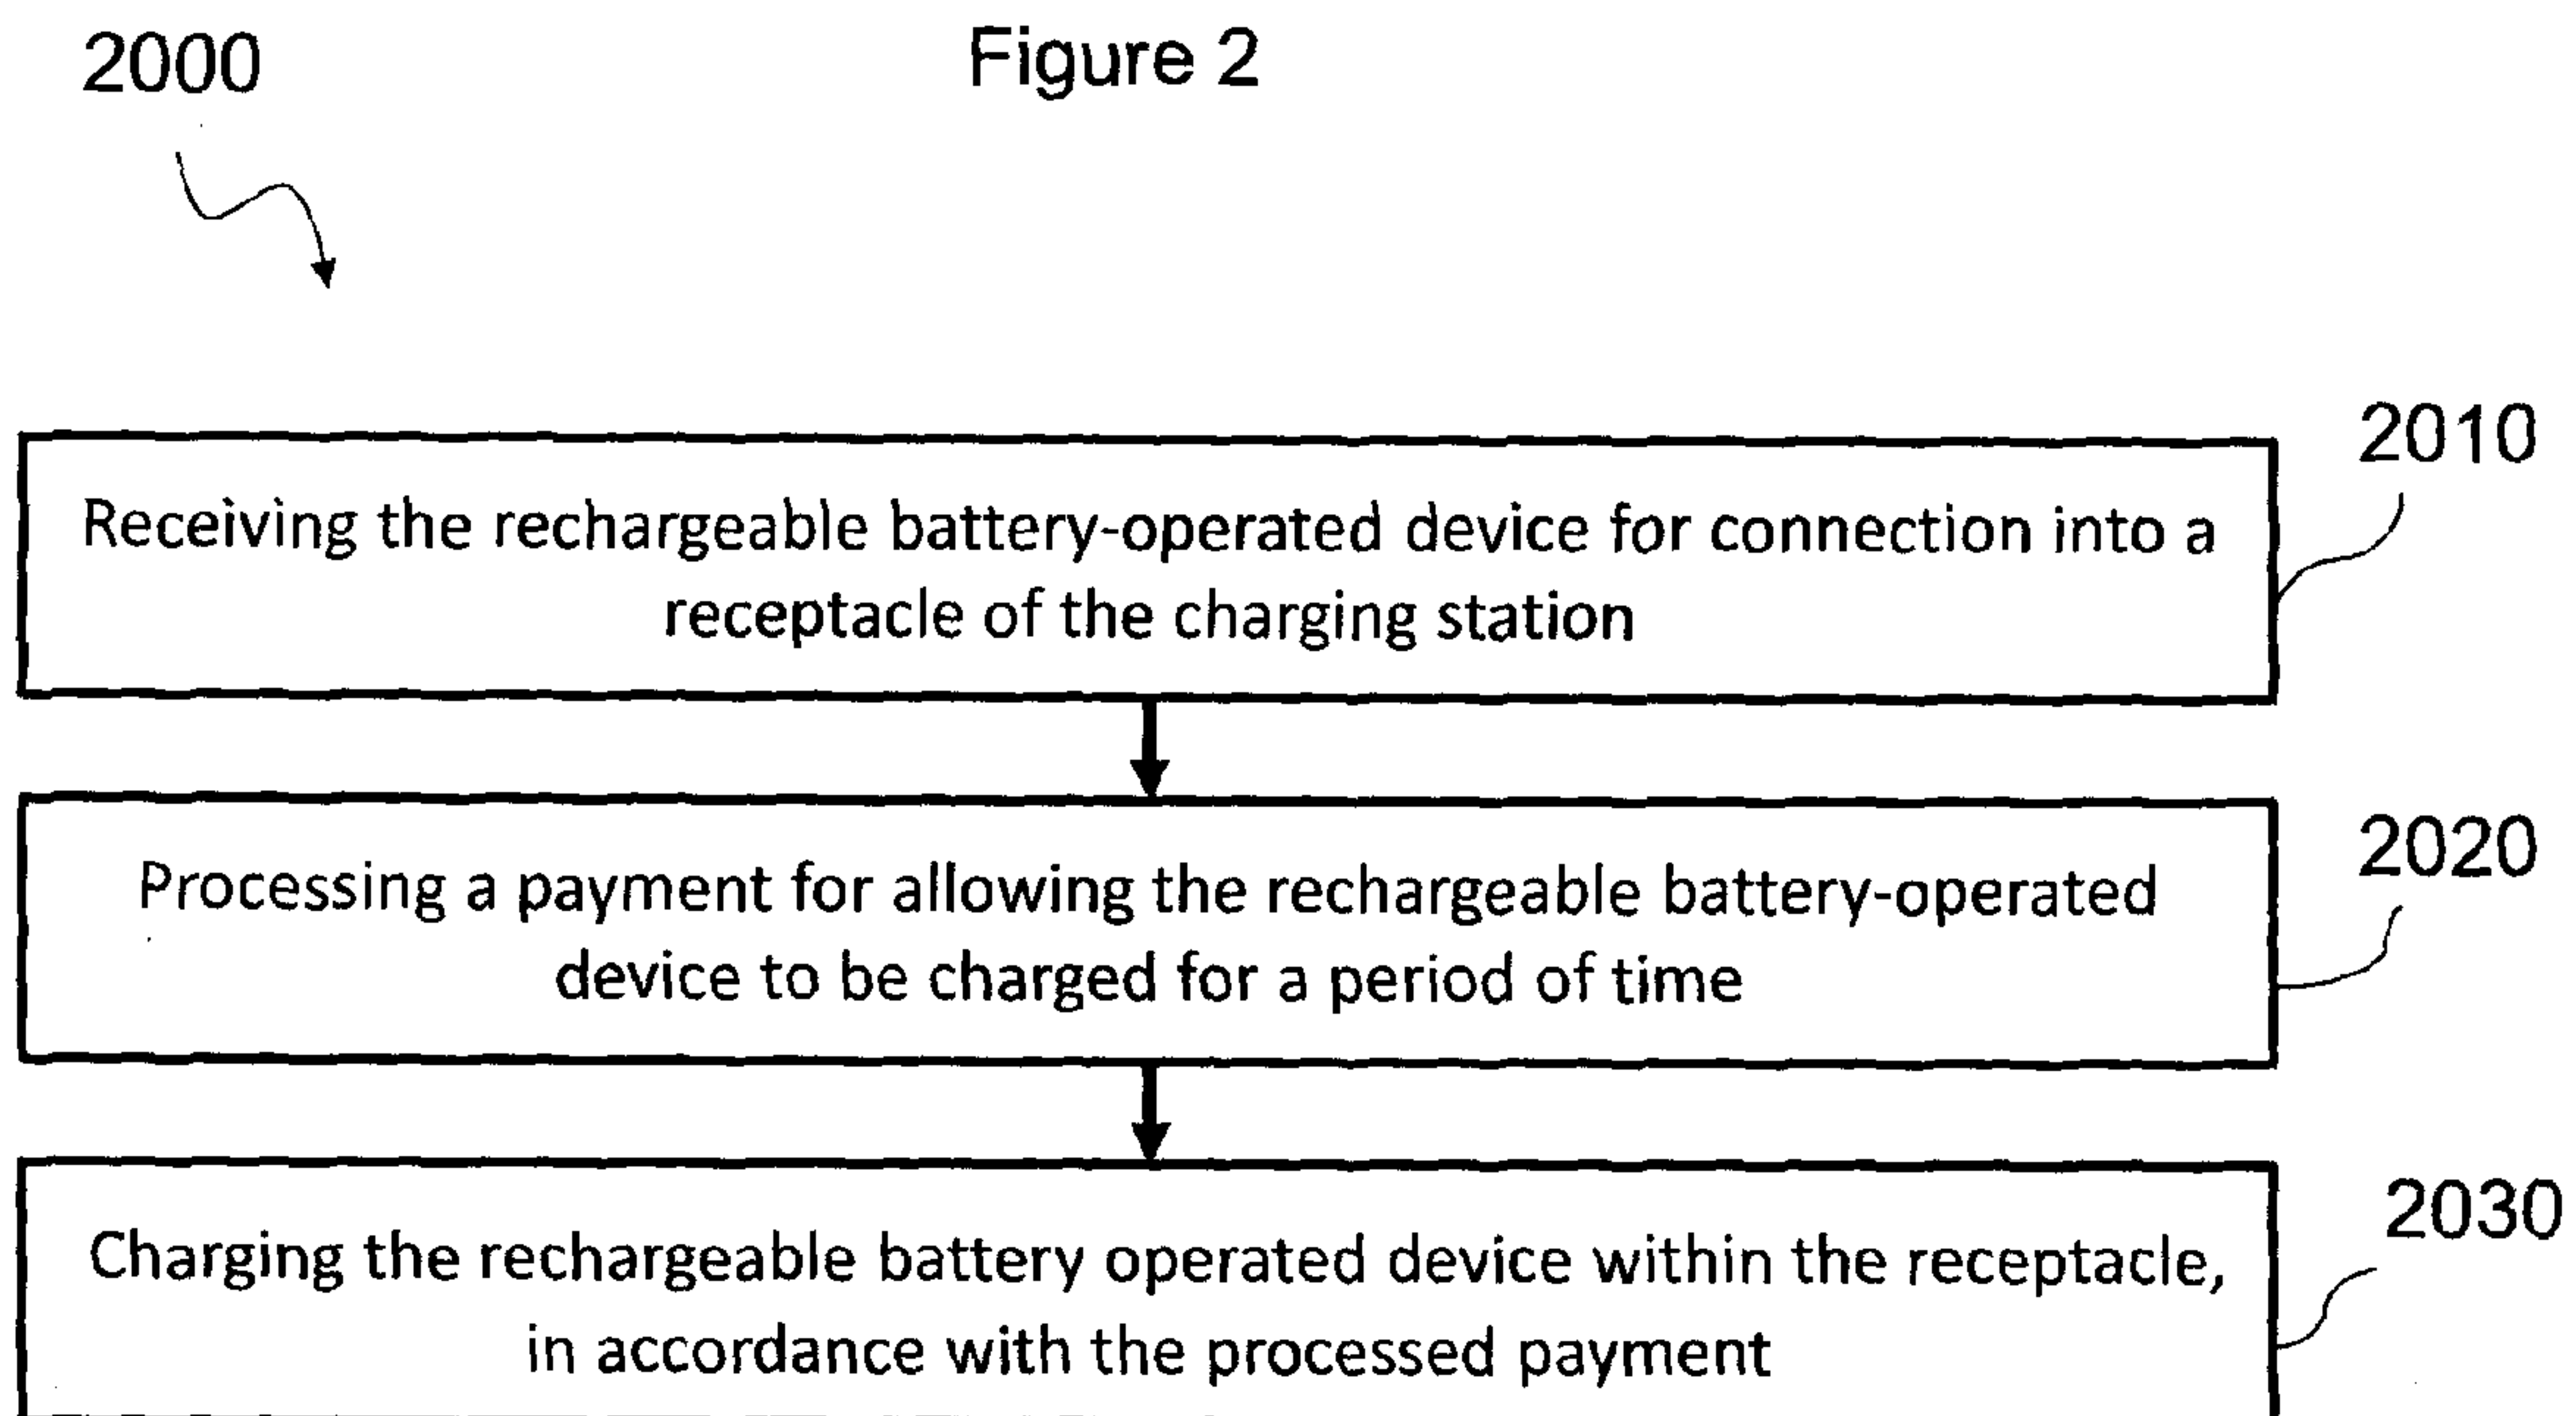 2000
Figure 2
2010
Receiving the rechargeable battery-operated device for connection into a
receptacle of the charging station
2020
Processing a payment for allowing the rechargeable battery-operated
device to be charged for a period of time
2030
Charging the rechargeable battery operated device within the receptacle,
in accordance with the processed payment